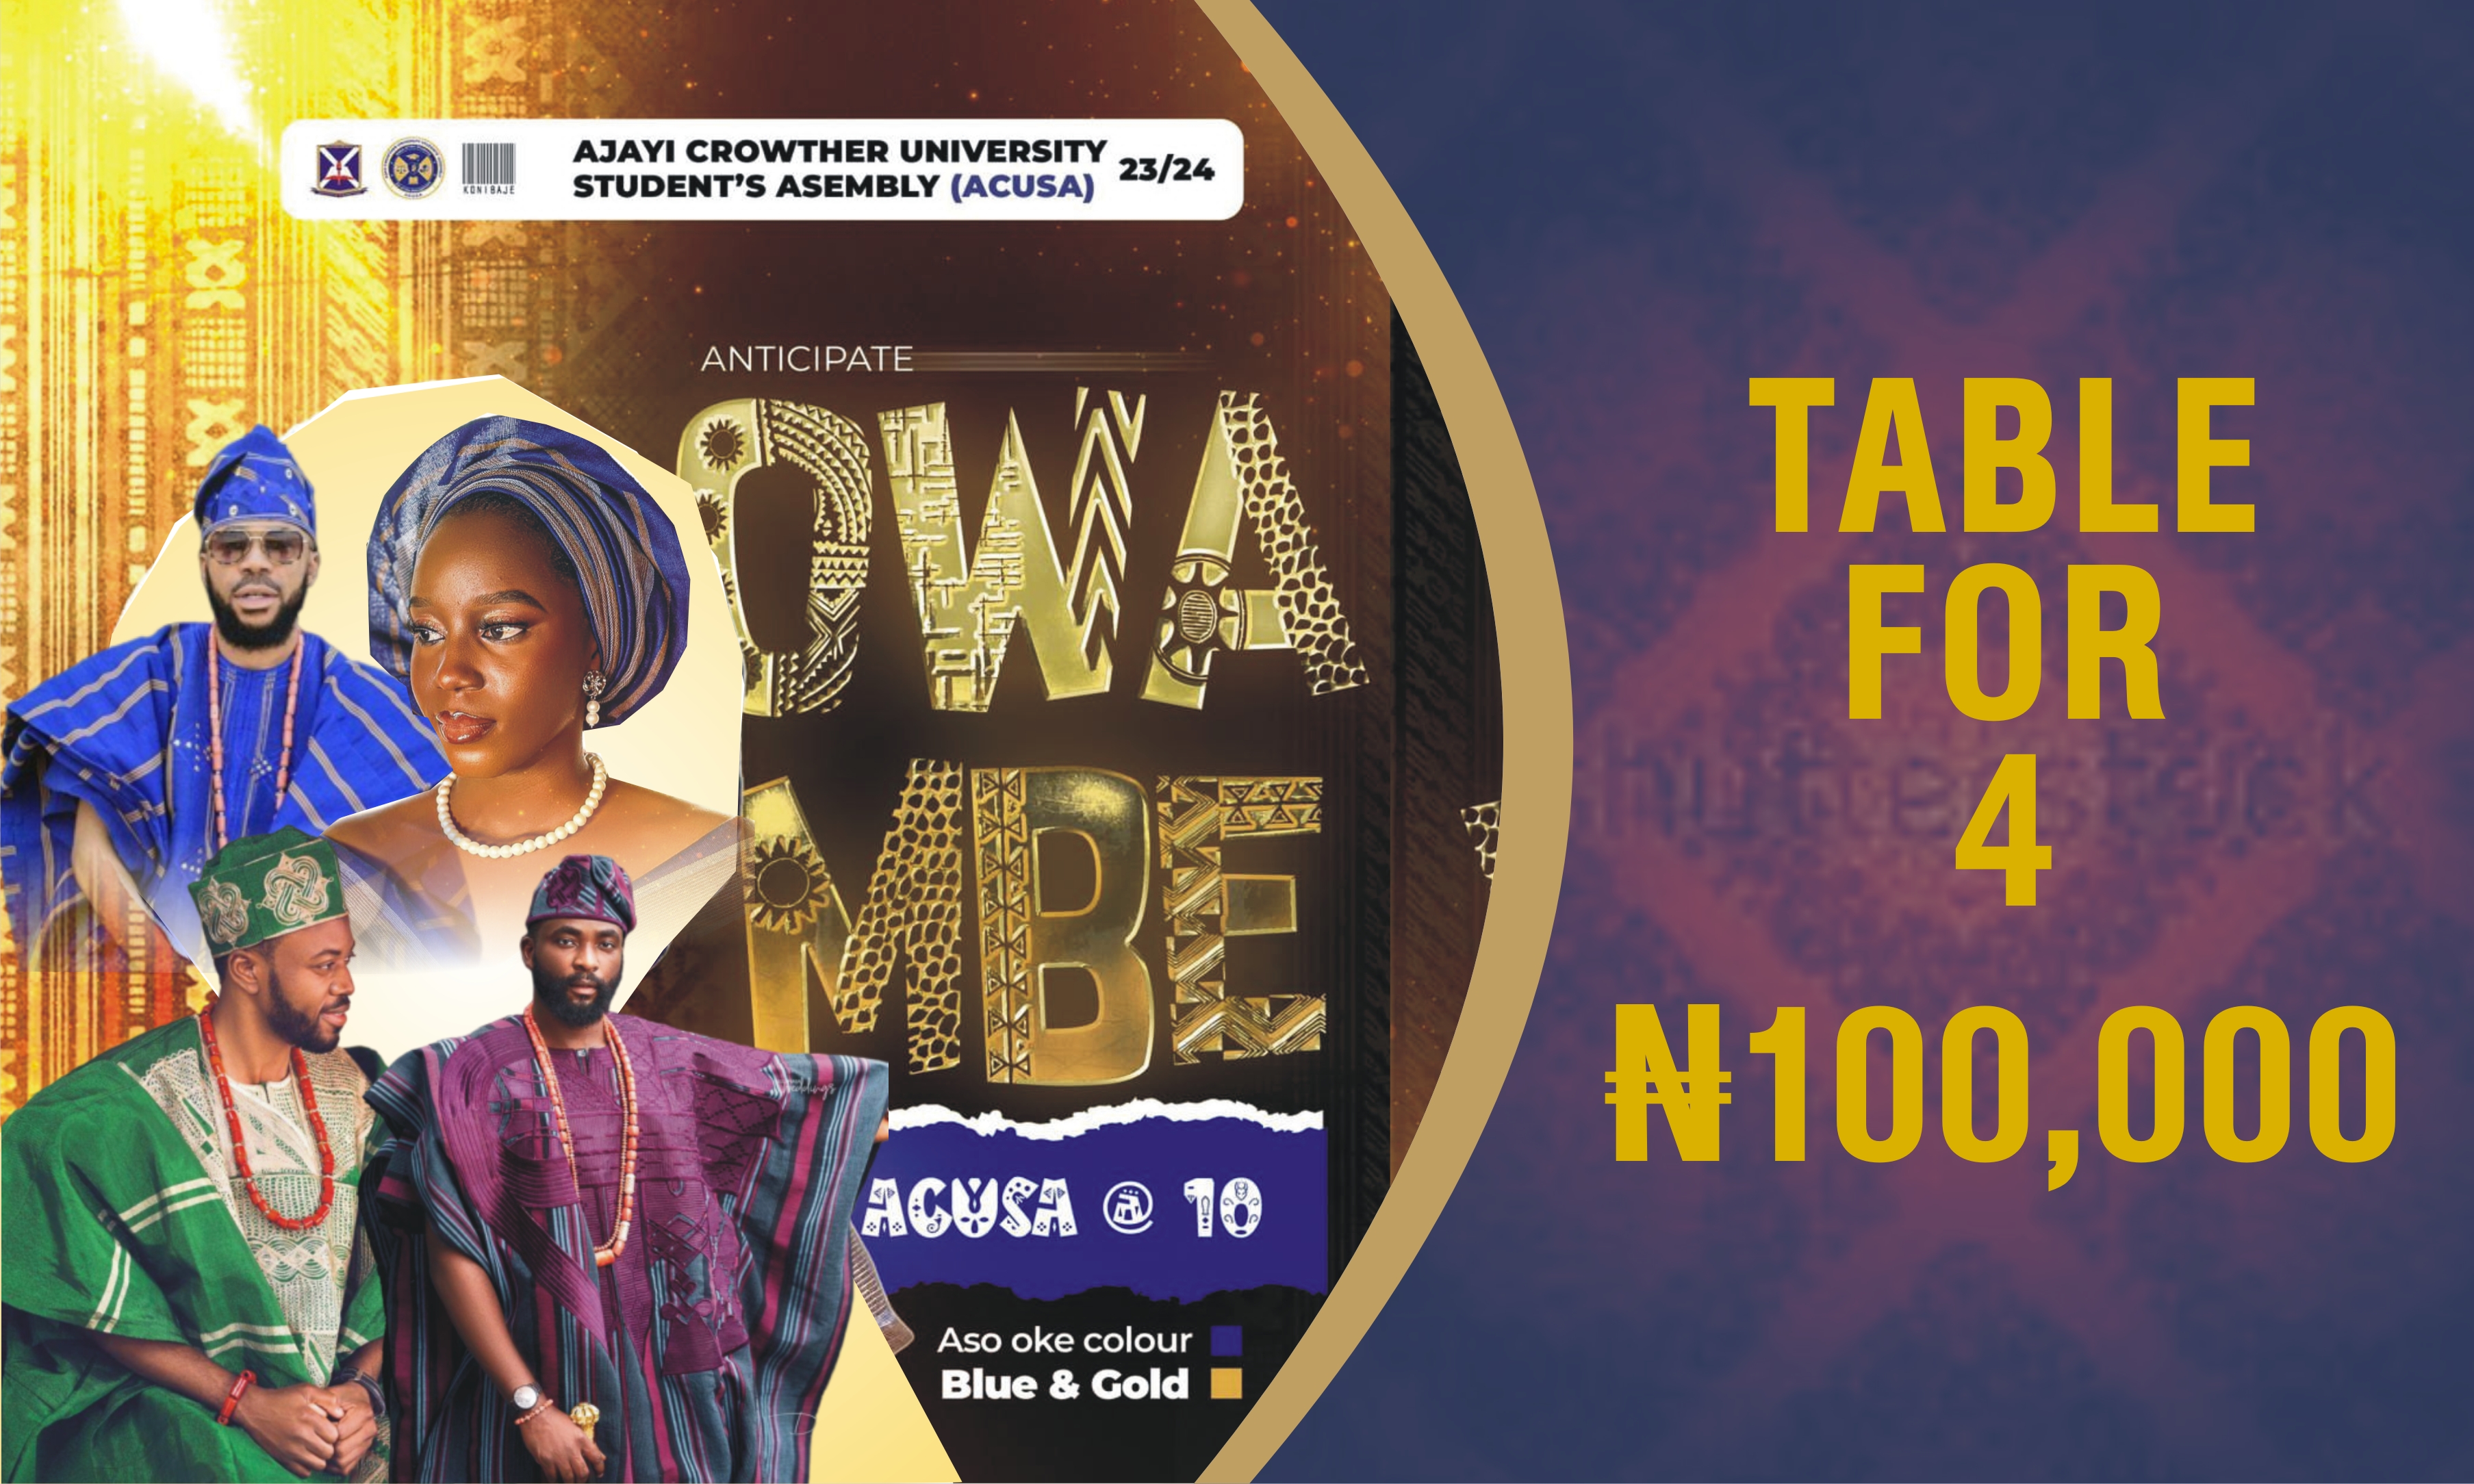 KONIBAJE
AJAYI CROWTHER UNIVERSITY
STUDENT'S ASEMBLY (ACUSA)
23/24
ANTICIPATE
OWA
MBE
ACUSA @ 10
Aso oke colour
Blue & Gold
TABLE
FOR
4
₦100,000